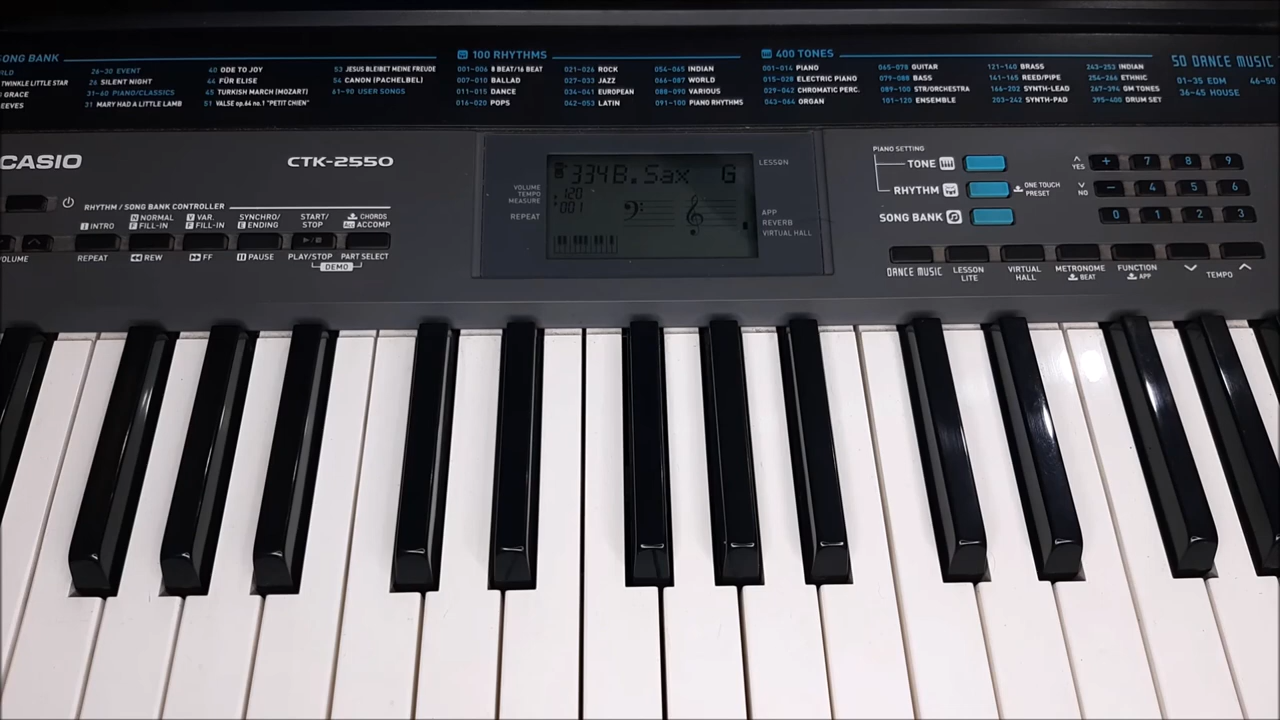 SONG BANK
TWINKLE LITTLE STAR
GRACE
EEVES
26-30 EVENT
26 SILENT NIGHT
31-60 PIANO/CLASSICS
31 MARY HAD A LITTLE LAMB
40 ODE TO JOY
44 FÜR ELISE
45 TURKISH MARCH (MOZART)
51 VALSE op.64 no.1 "PETIT CHIEN"
53 JESUS BLEIBET MEINE FREUDE
54 CANON (PACHELBEL)
61-90 USER SONGS
100 RHYTHMS
001-006 8 BEAT/16 BEAT
007-010 BALLAD
011-015 DANCE
016-020 POPS
021-026 ROCK
027-033 JAZZ
034-041 EUROPEAN
042-053 LATIN
054-065 INDIAN
066-087 WORLD
088-090 VARIOUS
091-100 PIANO RHYTHMS
400 TONES
001-014 PIANO
015-028 ELECTRIC PIANO
029-042 CHROMATIC PERC.
043-064 ORGAN
065-078 GUITAR
079-088 BASS
089-100 STR/ORCHESTRA
101-120 ENSEMBLE
121-140 BRASS
141-165 REED/PIPE
166-202 SYNTH-LEAD
203-242 SYNTH-PAD
243-253 INDIAN
254-266 ETHNIC
267-394 GM TONES
395-400 DRUM SET
50 DANCE MUSIC
01-35 EDM
36-45 HOUSE
46-50
CASIO
CTK-2550
RHYTHM / SONG BANK CONTROLLER
INTRO
N NORMAL
F FILL-IN
V VAR.
F FILL-IN
SYNCHRO/
E ENDING
START/
STOP
CHORDS
ACCOMP
VOLUME
REPEAT
REW
FF
PAUSE
PLAY/STOP
PART SELECT
DEMO
VOLUME
TEMPO
MEASURE
REPEAT
334 B.Sax G
120
001
LESSON
APP
REVERB
VIRTUAL HALL
PIANO SETTING
TONE
RHYTHM
ONE TOUCH
PRESET
SONG BANK
YES
NO
+ 7 8 9
- 4 5 6
0 1 2 3
DANCE MUSIC
LESSON
LITE
VIRTUAL
HALL
METRONOME
BEAT
FUNCTION
APP
TEMPO